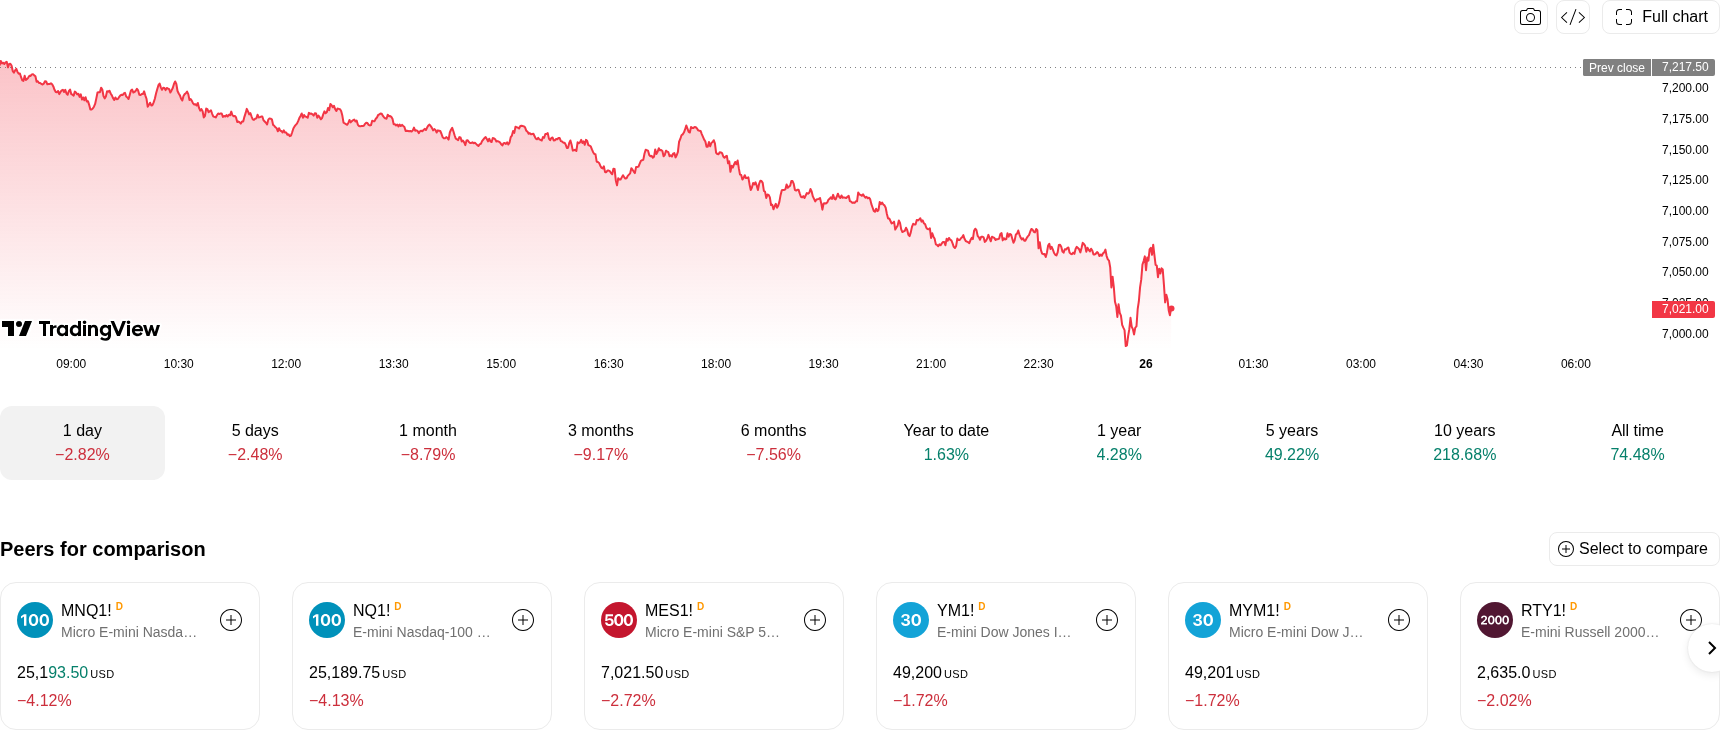 Full chart
Prev close 7,217.50
7,200.00
7,175.00
7,150.00
7,125.00
7,100.00
7,075.00
7,050.00
7,021.00
7,000.00
TradingView
09:00 10:30 12:00 13:30 15:00 16:30 18:00 19:30 21:00 22:30 26 01:30 03:00 04:30 06:00
1 day 5 days 1 month 3 months 6 months Year to date 1 year 5 years 10 years All time
−2.82% −2.48% −8.79% −9.17% −7.56% 1.63% 4.28% 49.22% 218.68% 74.48%
Peers for comparison
Select to compare
100 MNQ1! D
Micro E-mini Nasda…
25,193.50 USD
−4.12%
100 NQ1! D
E-mini Nasdaq-100 …
25,189.75 USD
−4.13%
500 MES1! D
Micro E-mini S&P 5…
7,021.50 USD
−2.72%
30 YM1! D
E-mini Dow Jones I…
49,200 USD
−1.72%
30 MYM1! D
Micro E-mini Dow J…
49,201 USD
−1.72%
2000 RTY1! D
E-mini Russell 2000…
2,635.0 USD
−2.02%